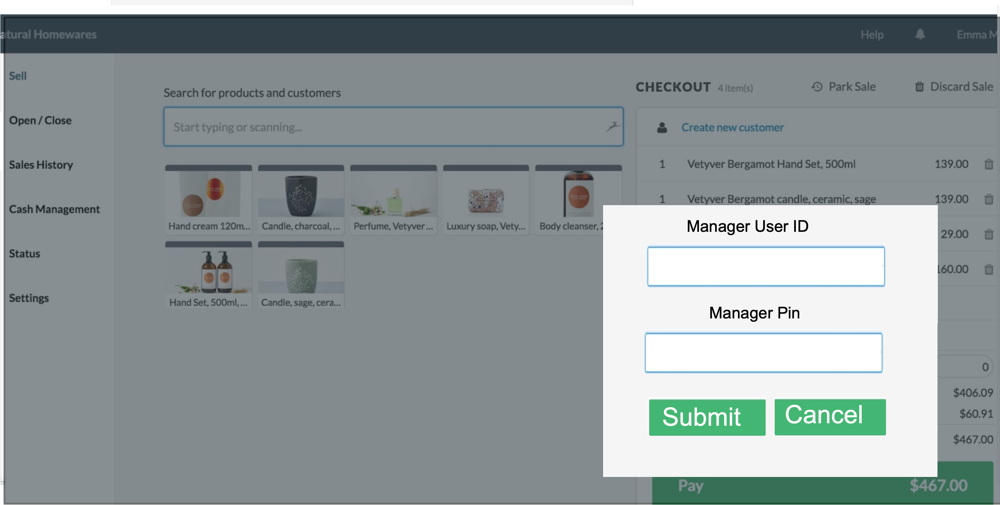 atural Homewares
Help
Emma M
Sell
Open / Close
Sales History
Cash Management
Status
Settings
Search for products and customers
Start typing or scanning...
Hand cream 120m...
Candle, charcoal, ...
Perfume, Vetyver ...
Luxury soap, Vety...
Body cleanser, 2
Hand Set, 500ml, ...
Candle, sage, cera...
CHECKOUT 4 item(s)
Park Sale
Discard Sale
Create new customer
1 Vetyver Bergamot Hand Set, 500ml 139.00
1 Vetyver Bergamot candle, ceramic, sage 139.00
29.00
160.00
0
$406.09
$60.91
$467.00
Pay $467.00
Manager User ID
Manager Pin
Submit
Cancel